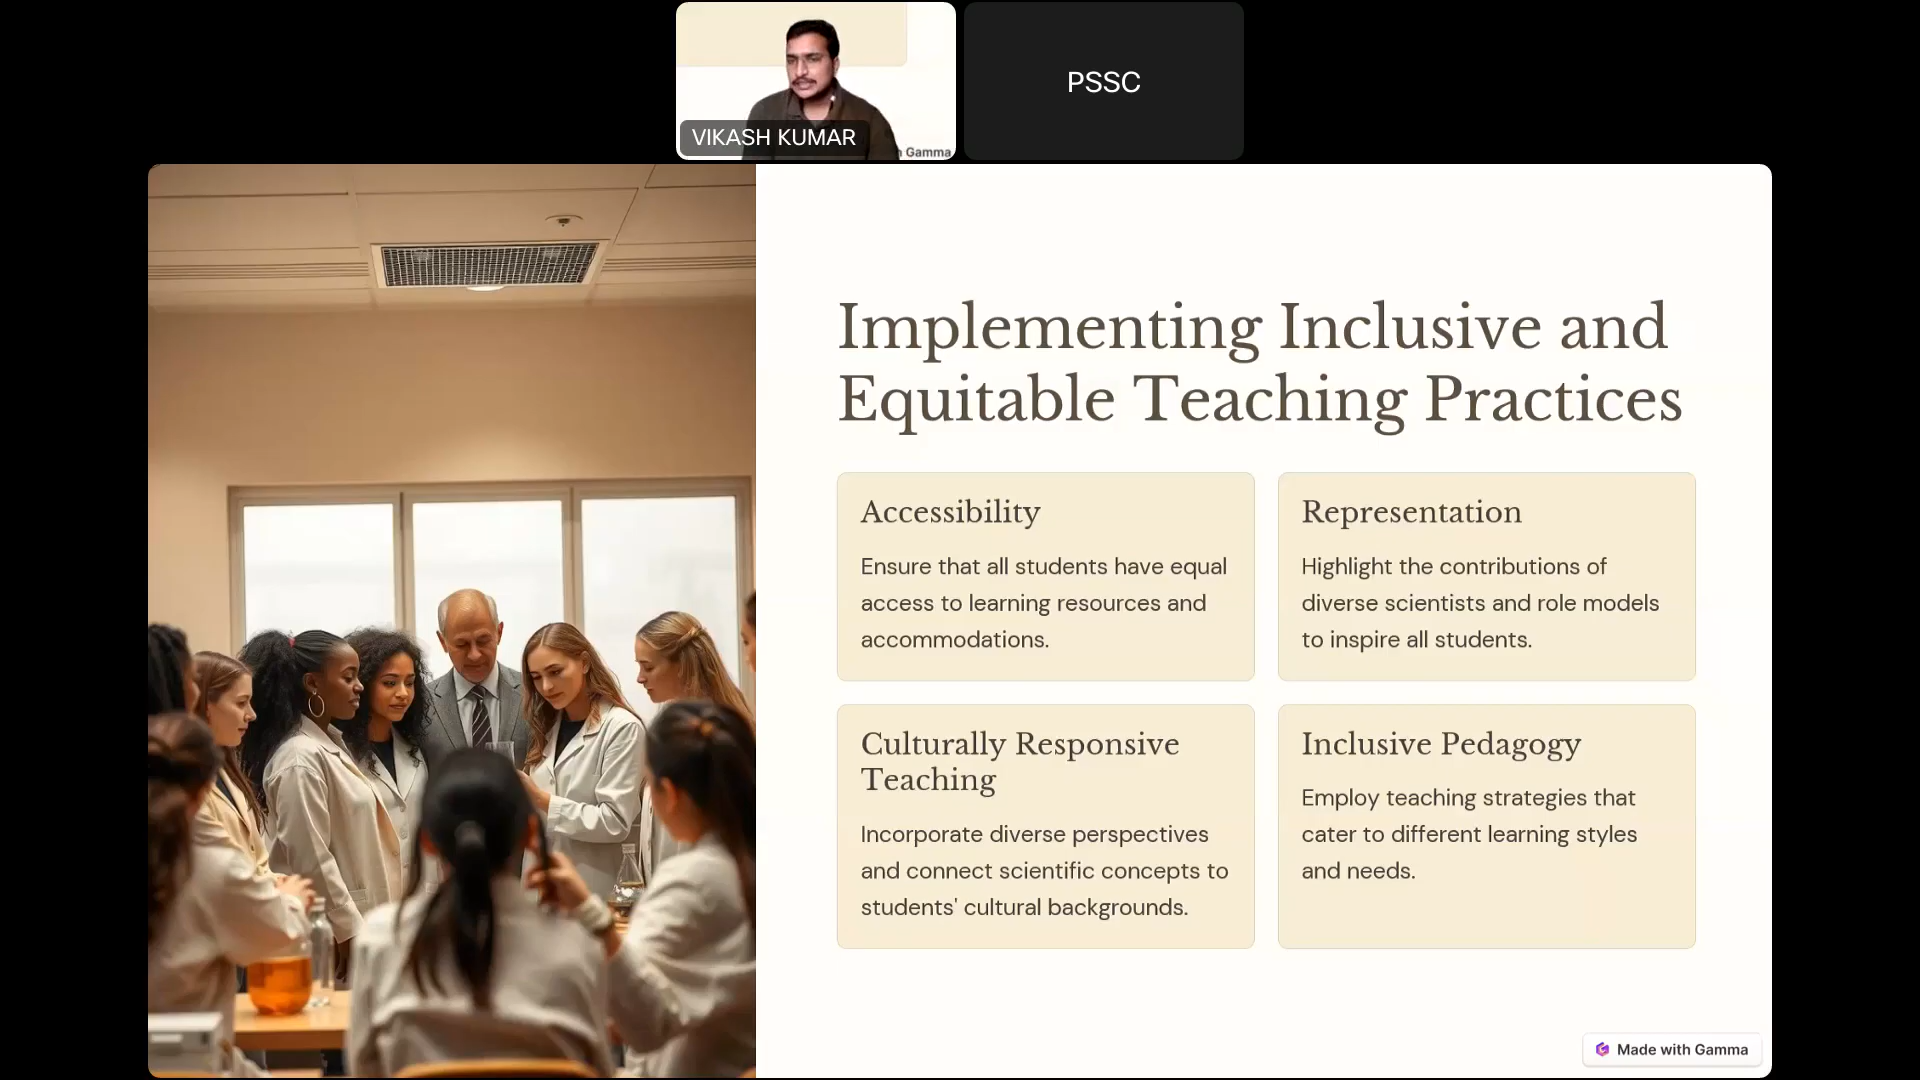 VIKASH KUMAR
Gamma
PSSC
Implementing Inclusive and
Equitable Teaching Practices
Accessibility
Ensure that all students have equal
access to learning resources and
accommodations.
Representation
Highlight the contributions of
diverse scientists and role models
to inspire all students.
Culturally Responsive
Teaching
Incorporate diverse perspectives
and connect scientific concepts to
students' cultural backgrounds.
Inclusive Pedagogy
Employ teaching strategies that
cater to different learning styles
and needs.
Made with Gamma